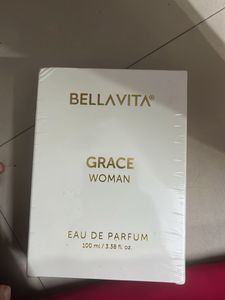 BELLAVITA®
GRACE
WOMAN
EAU DE PARFUM
100 ml / 3.38 fl. oz.